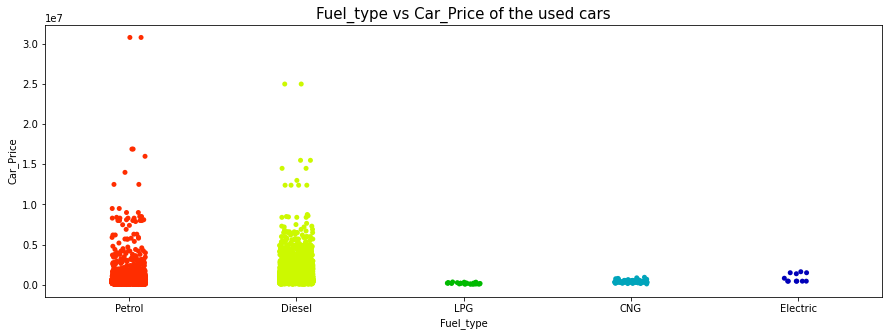 Fuel_type vs Car_Price of the used cars
1e7
3.0
2.5
2.0
1.5
1.0
0.5
0.0
Car_Price
Petrol
Diesel
LPG
CNG
Electric
Fuel_type